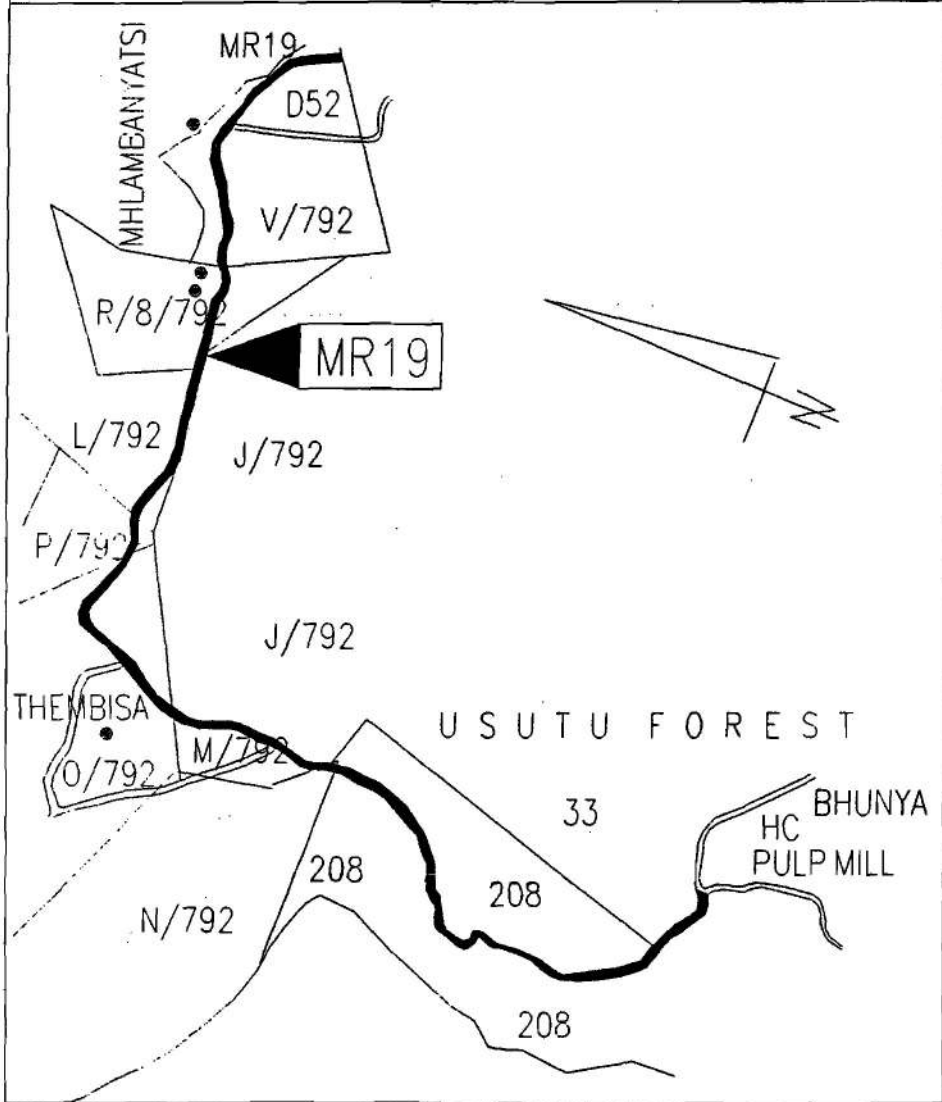 MR19
MHLAMBANYATSI
D52
V/792
R/8/792
MR19
L/792
J/792
P/792
J/792
THEMBISA
USUTU FOREST
M/792
O/792
33
BHUNYA
HC
PULP MILL
208
208
N/792
208
N